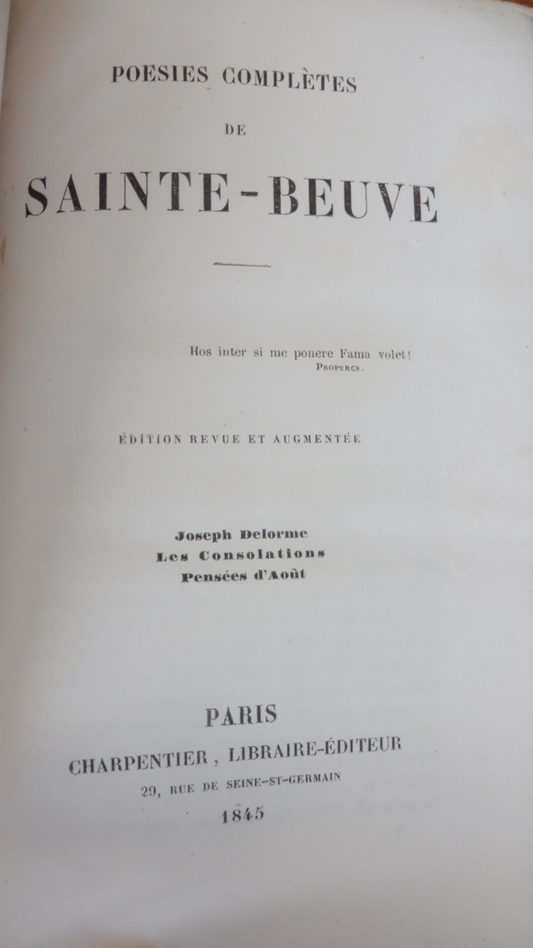 POESIES COMPLÈTES
DE
SAINTE-BEUVE
Hos inter si me ponere Fama volet!
PROPERCE.
ÉDITION REVUE ET AUGMENTÉE
Joseph Delorme
Les Consolations
Pensées d'Août
PARIS
CHARPENTIER, LIBRAIRE-ÉDITEUR
29, RUE DE SEINE-ST-GERMAIN
1845